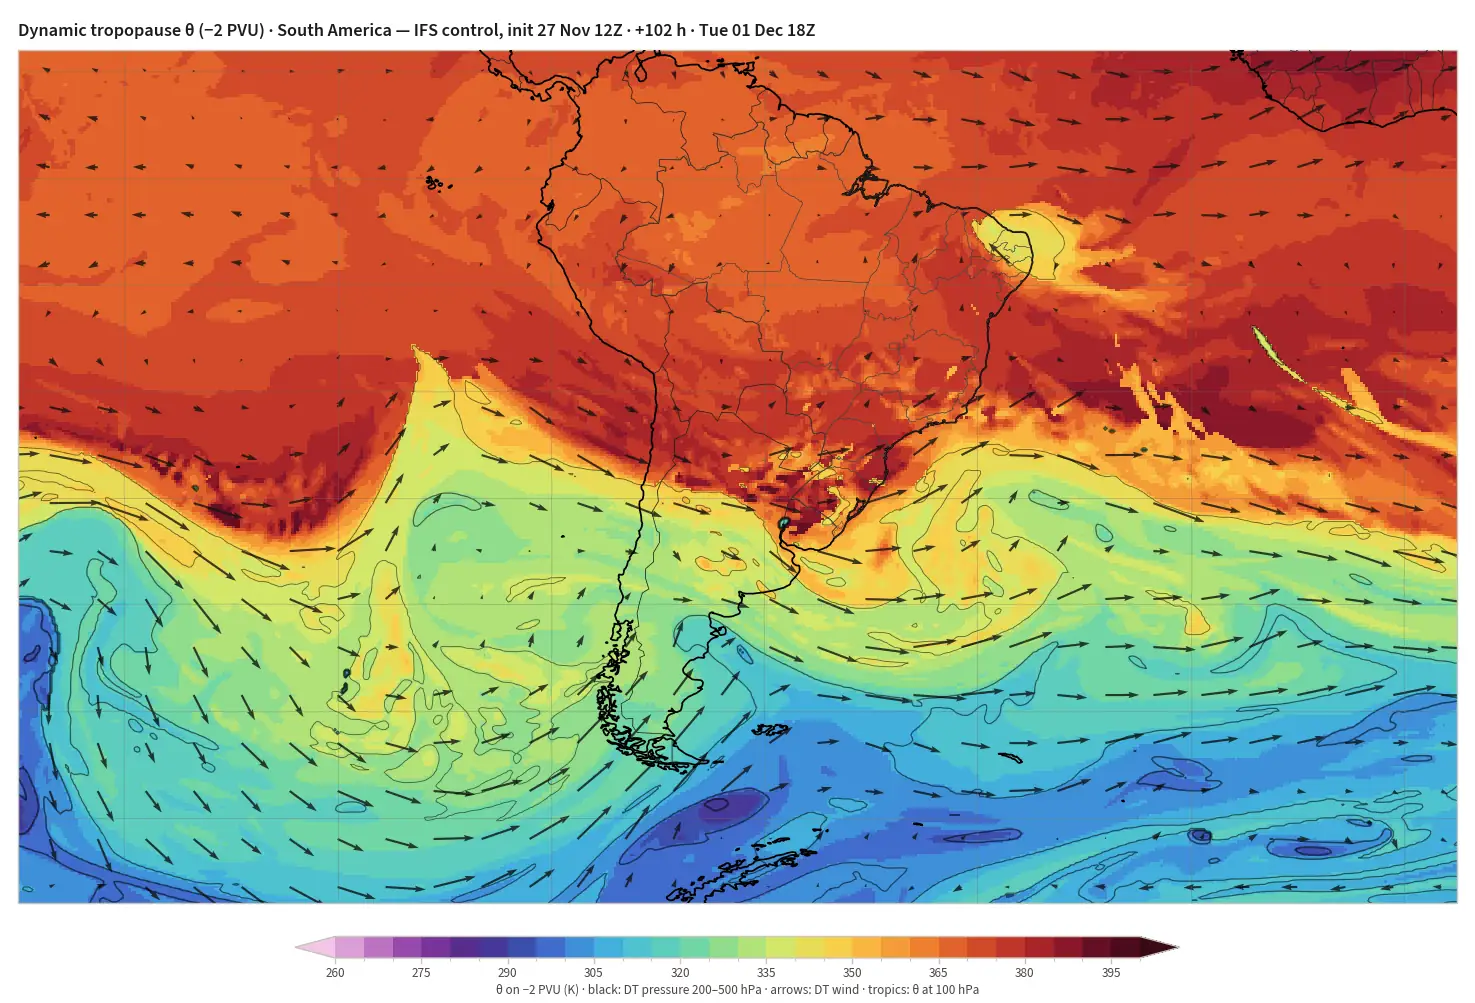 Dynamic tropopause θ (−2 PVU) · South America — IFS control, init 27 Nov 12Z · +102 h · Tue 01 Dec 18Z
260 275 290 305 320 335 350 365 380 395
θ on −2 PVU (K) · black: DT pressure 200–500 hPa · arrows: DT wind · tropics: θ at 100 hPa